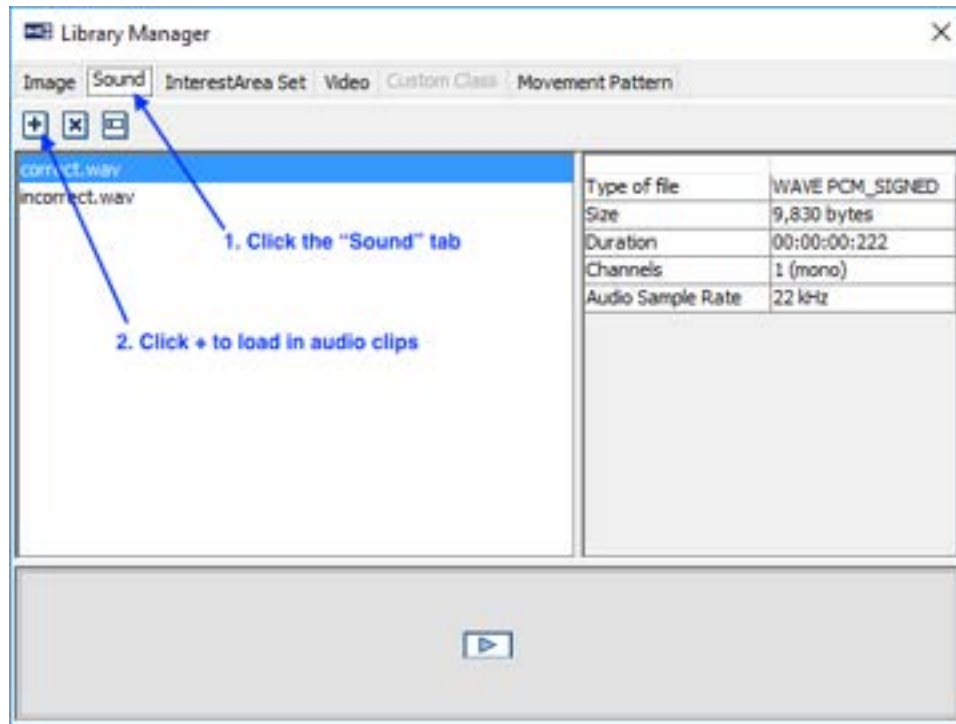 Library Manager
Image Sound InterestArea Set Video Custom Class Movement Pattern
correct.wav
incorrect.wav
1. Click the “Sound” tab
2. Click + to load in audio clips
Type of file WAVE PCM_SIGNED
Size 9,830 bytes
Duration 00:00:00:222
Channels 1 (mono)
Audio Sample Rate 22 kHz